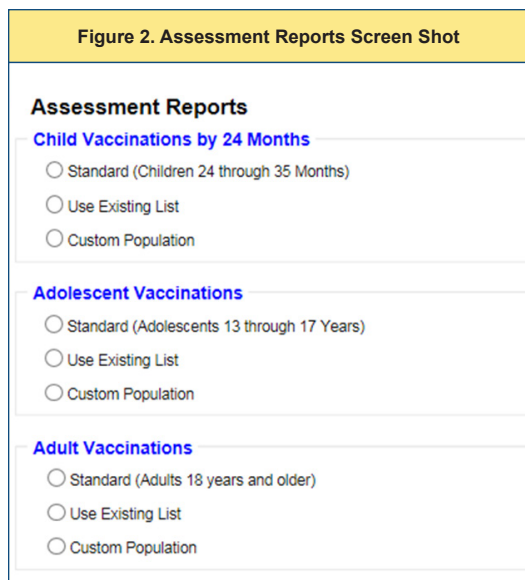 Figure 2. Assessment Reports Screen Shot
Assessment Reports
Child Vaccinations by 24 Months
Standard (Children 24 through 35 Months)
Use Existing List
Custom Population
Adolescent Vaccinations
Standard (Adolescents 13 through 17 Years)
Use Existing List
Custom Population
Adult Vaccinations
Standard (Adults 18 years and older)
Use Existing List
Custom Population